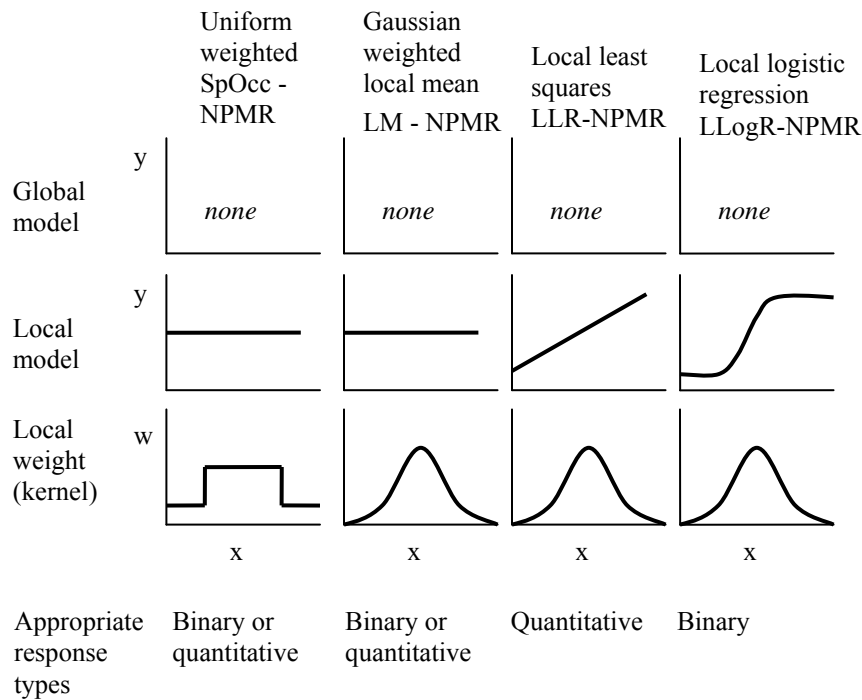 Uniform
weighted
SpOcc -
NPMR
Gaussian
weighted
local mean
LM - NPMR
Local least
squares
LLR-NPMR
Local logistic
regression
LLogR-NPMR
Global
model
y
none
none
none
none
Local
model
y
Local
weight
(kernel)
w
x
x
x
x
Appropriate
response
types
Binary or
quantitative
Binary or
quantitative
Quantitative
Binary